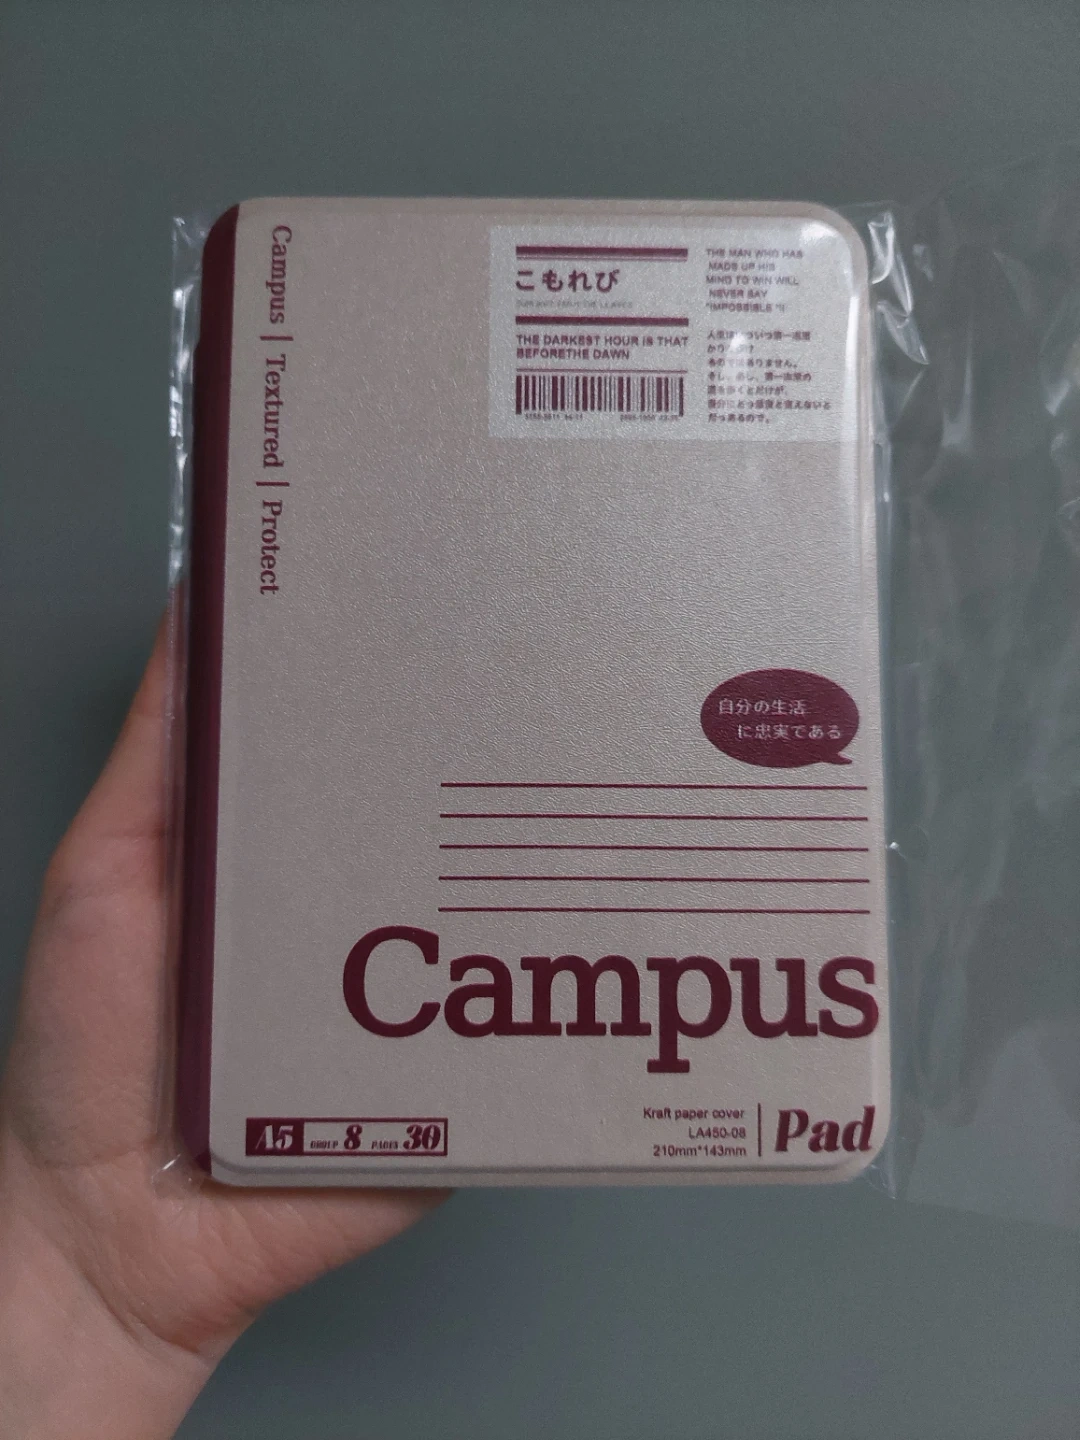 Campus | Textured | Protect
こもれび
THE DARKEST HOUR IS THAT
BEFORETHE DAWN
THE MAN WHO HAS
MADE UP HIS
MIND TO WIN WILL
NEVER SAY
"IMPOSSIBLE "!
自分の生活
に忠実である
Campus
A5 GROUP 8 PAGES 30
Kraft paper cover
LA450-08
210mm*143mm
Pad